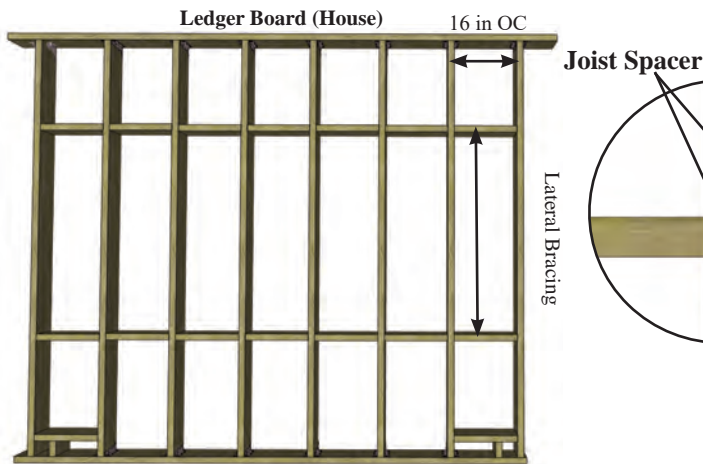 Ledger Board (House)
16 in OC
Joist Spacer
Lateral Bracing